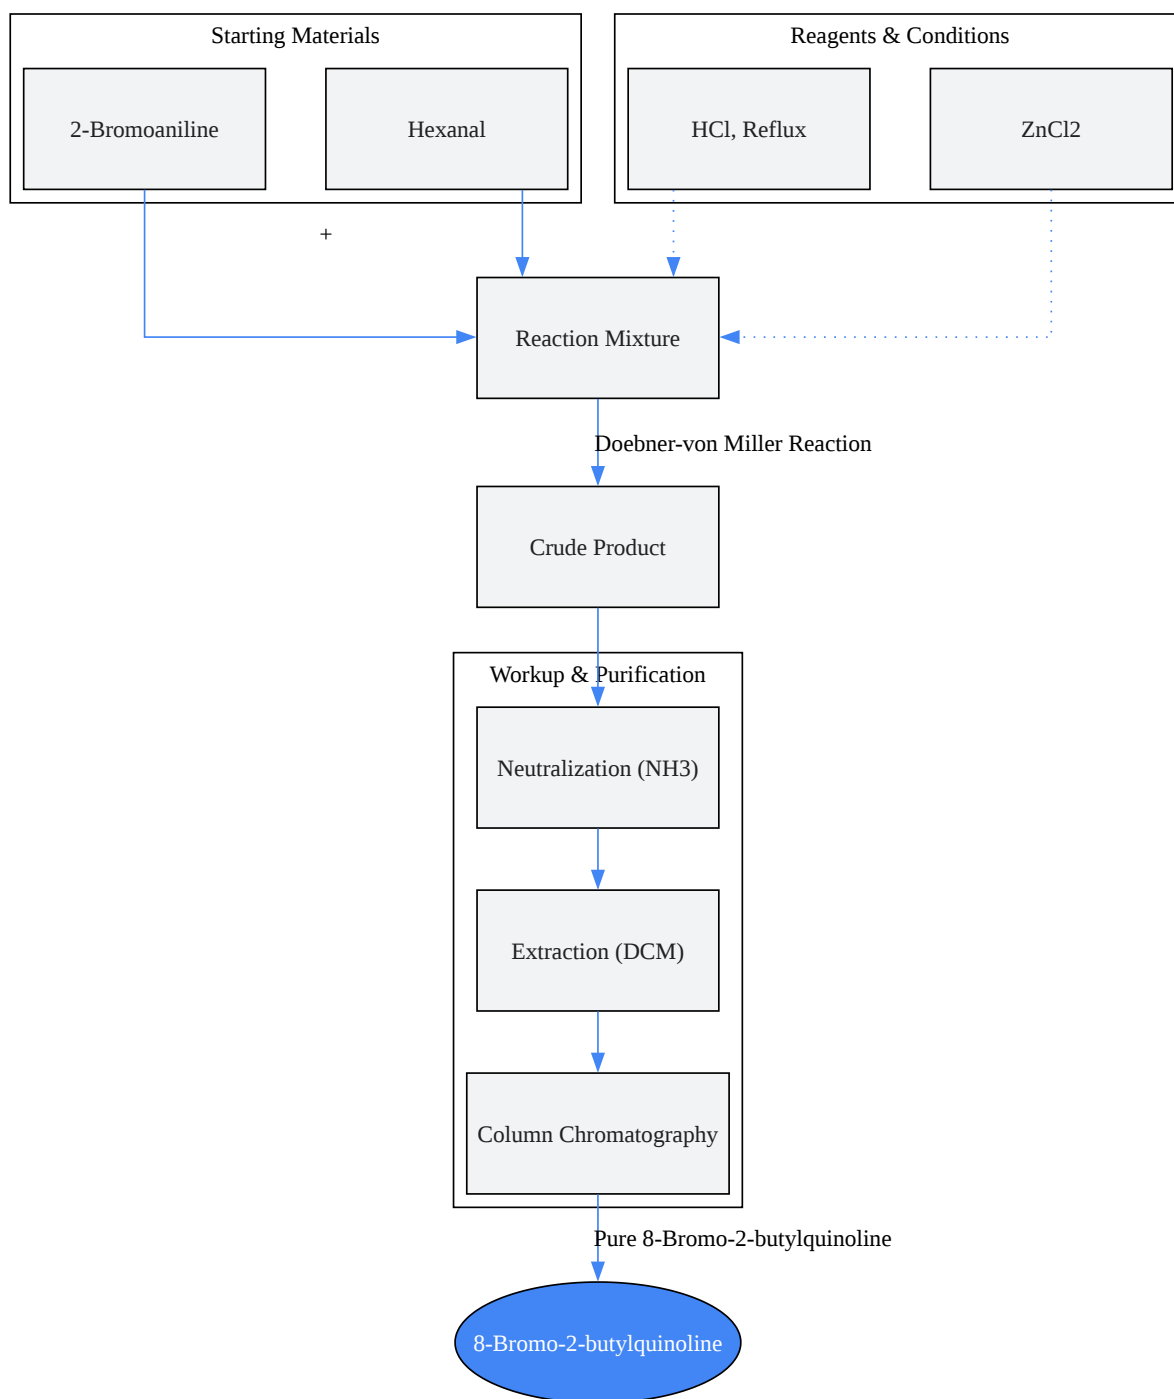 Starting Materials
Reagents & Conditions
2-Bromoaniline
Hexanal
HCl, Reflux
ZnCl2
+
Reaction Mixture
Doebner-von Miller Reaction
Crude Product
Workup & Purification
Neutralization (NH3)
Extraction (DCM)
Column Chromatography
Pure 8-Bromo-2-butylquinoline
8-Bromo-2-butylquinoline